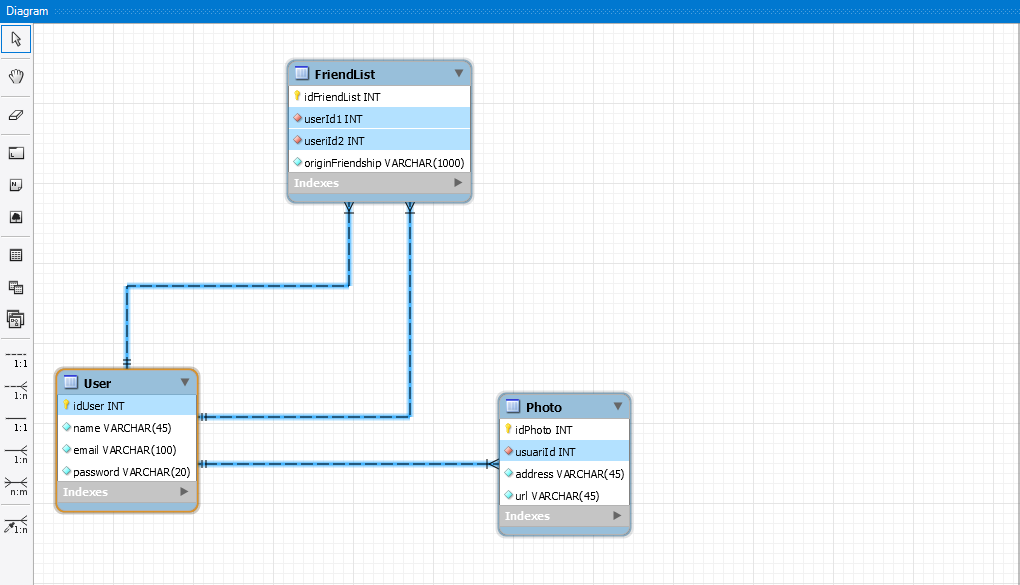 Diagram
FriendList
idFriendList INT
userId1 INT
useriId2 INT
originFriendship VARCHAR(1000)
Indexes
1:1
1:n
1:1
1:n
n:m
1:n
User
idUser INT
name VARCHAR(45)
email VARCHAR(100)
password VARCHAR(20)
Indexes
Photo
idPhoto INT
usuariId INT
address VARCHAR(45)
url VARCHAR(45)
Indexes